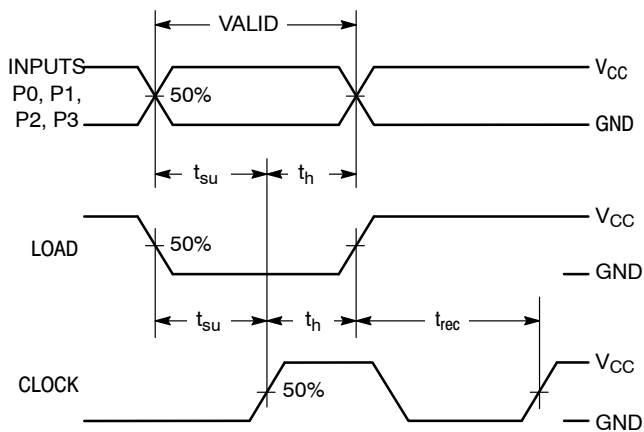 VALID
INPUTS
P0, P1,
P2, P3
50%
VCC
GND
tsu
th
LOAD
50%
VCC
GND
tsu
th
trec
CLOCK
50%
VCC
GND